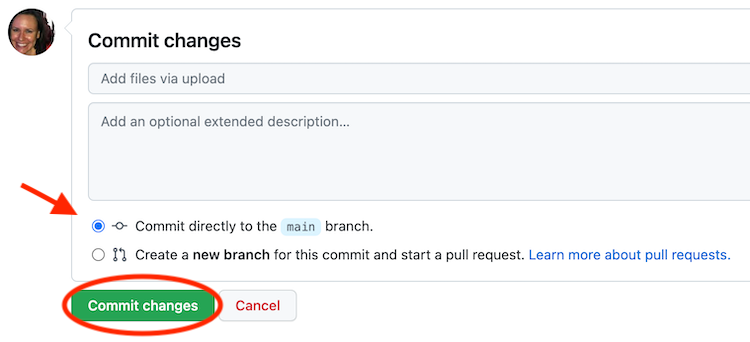 Commit changes
Add files via upload
Add an optional extended description...
Commit directly to the main branch.
Create a new branch for this commit and start a pull request. Learn more about pull requests.
Commit changes Cancel